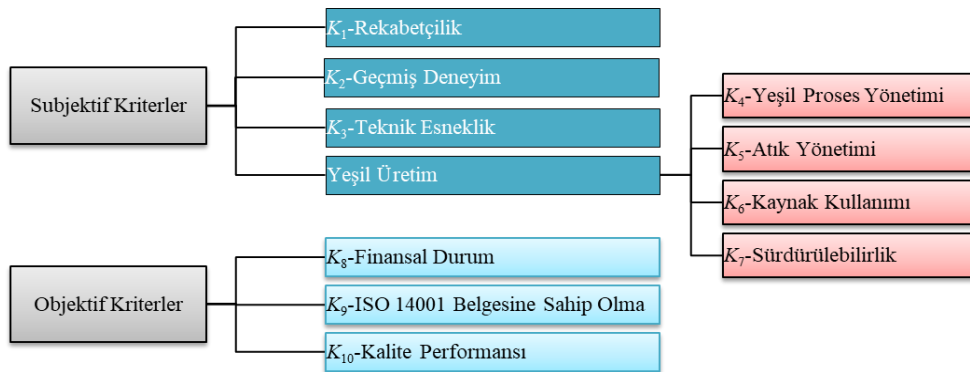 Subjektif Kriterler
K₁-Rekabetçilik
K₂-Geçmiş Deneyim
K₃-Teknik Esneklik
Yeşil Üretim
K₄-Yeşil Proses Yönetimi
K₅-Atık Yönetimi
K₆-Kaynak Kullanımı
K₇-Sürdürülebilirlik
Objektif Kriterler
K₈-Finansal Durum
K₉-ISO 14001 Belgesine Sahip Olma
K₁₀-Kalite Performansı